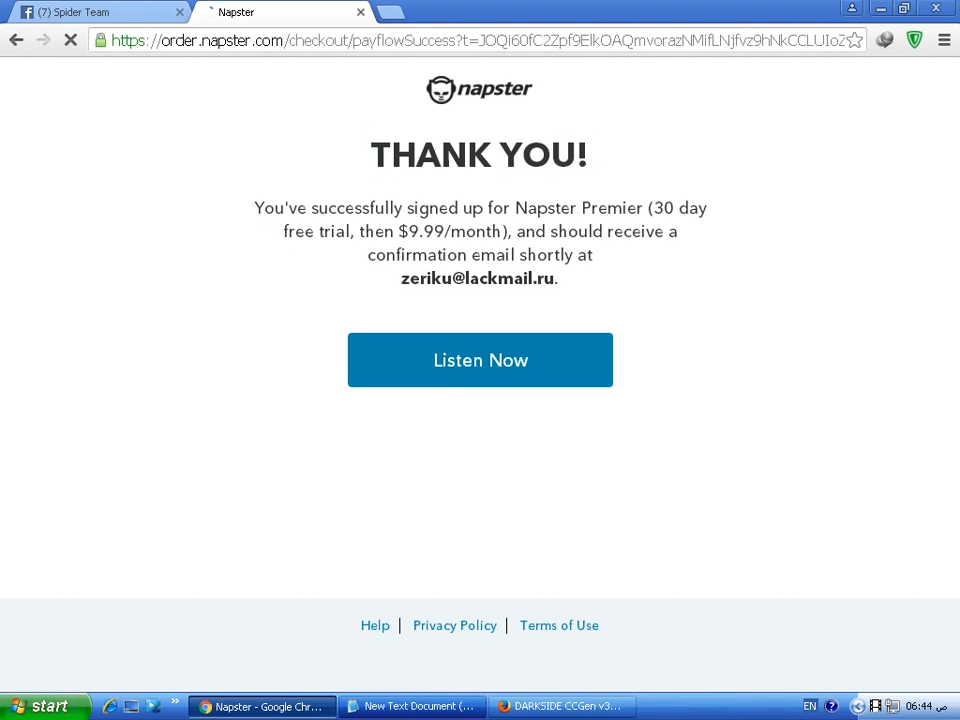 (7) Spider Team
Napster
https://order.napster.com/checkout/payflowSuccess?t=
napster
THANK YOU!
You've successfully signed up for Napster Premier (30 day
free trial, then $9.99/month), and should receive a
confirmation email shortly at
zeriku@lackmail.ru.
Listen Now
Help | Privacy Policy | Terms of Use
start
Napster - Google Chr...
New Text Document (...
DARKSIDE CCGen v3...
EN
06:44 ص